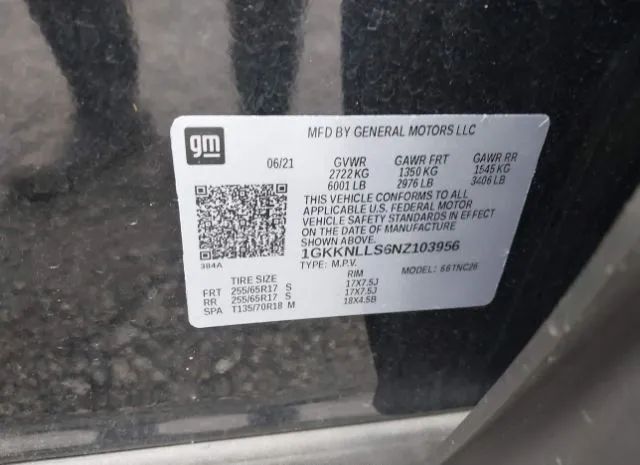 gm
MFD BY GENERAL MOTORS LLC
06/21 GVWR GAWR FRT GAWR RR
2722 KG 1350 KG 1545 KG
6001 LB 2976 LB 3406 LB
THIS VEHICLE CONFORMS TO ALL
APPLICABLE U.S. FEDERAL MOTOR
VEHICLE SAFETY STANDARDS IN EFFECT
ON THE DATE OF MANUFACTURE
SHOWN ABOVE.
1GKKNLLS6NZ103956
384A
TYPE: M.P.V. MODEL: 66TNC26
TIRE SIZE RIM
FRT 255/65R17 S 17X7.5J
RR 255/65R17 S 17X7.5J
SPA T135/70R18 M 18X4.5B